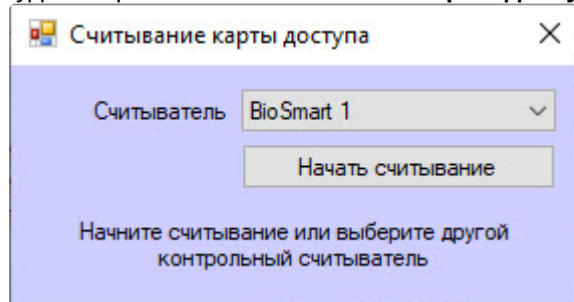 Считывание карты доступа
Считыватель BioSmart 1
Начать считывание
Начните считывание или выберите другой
контрольный считыватель